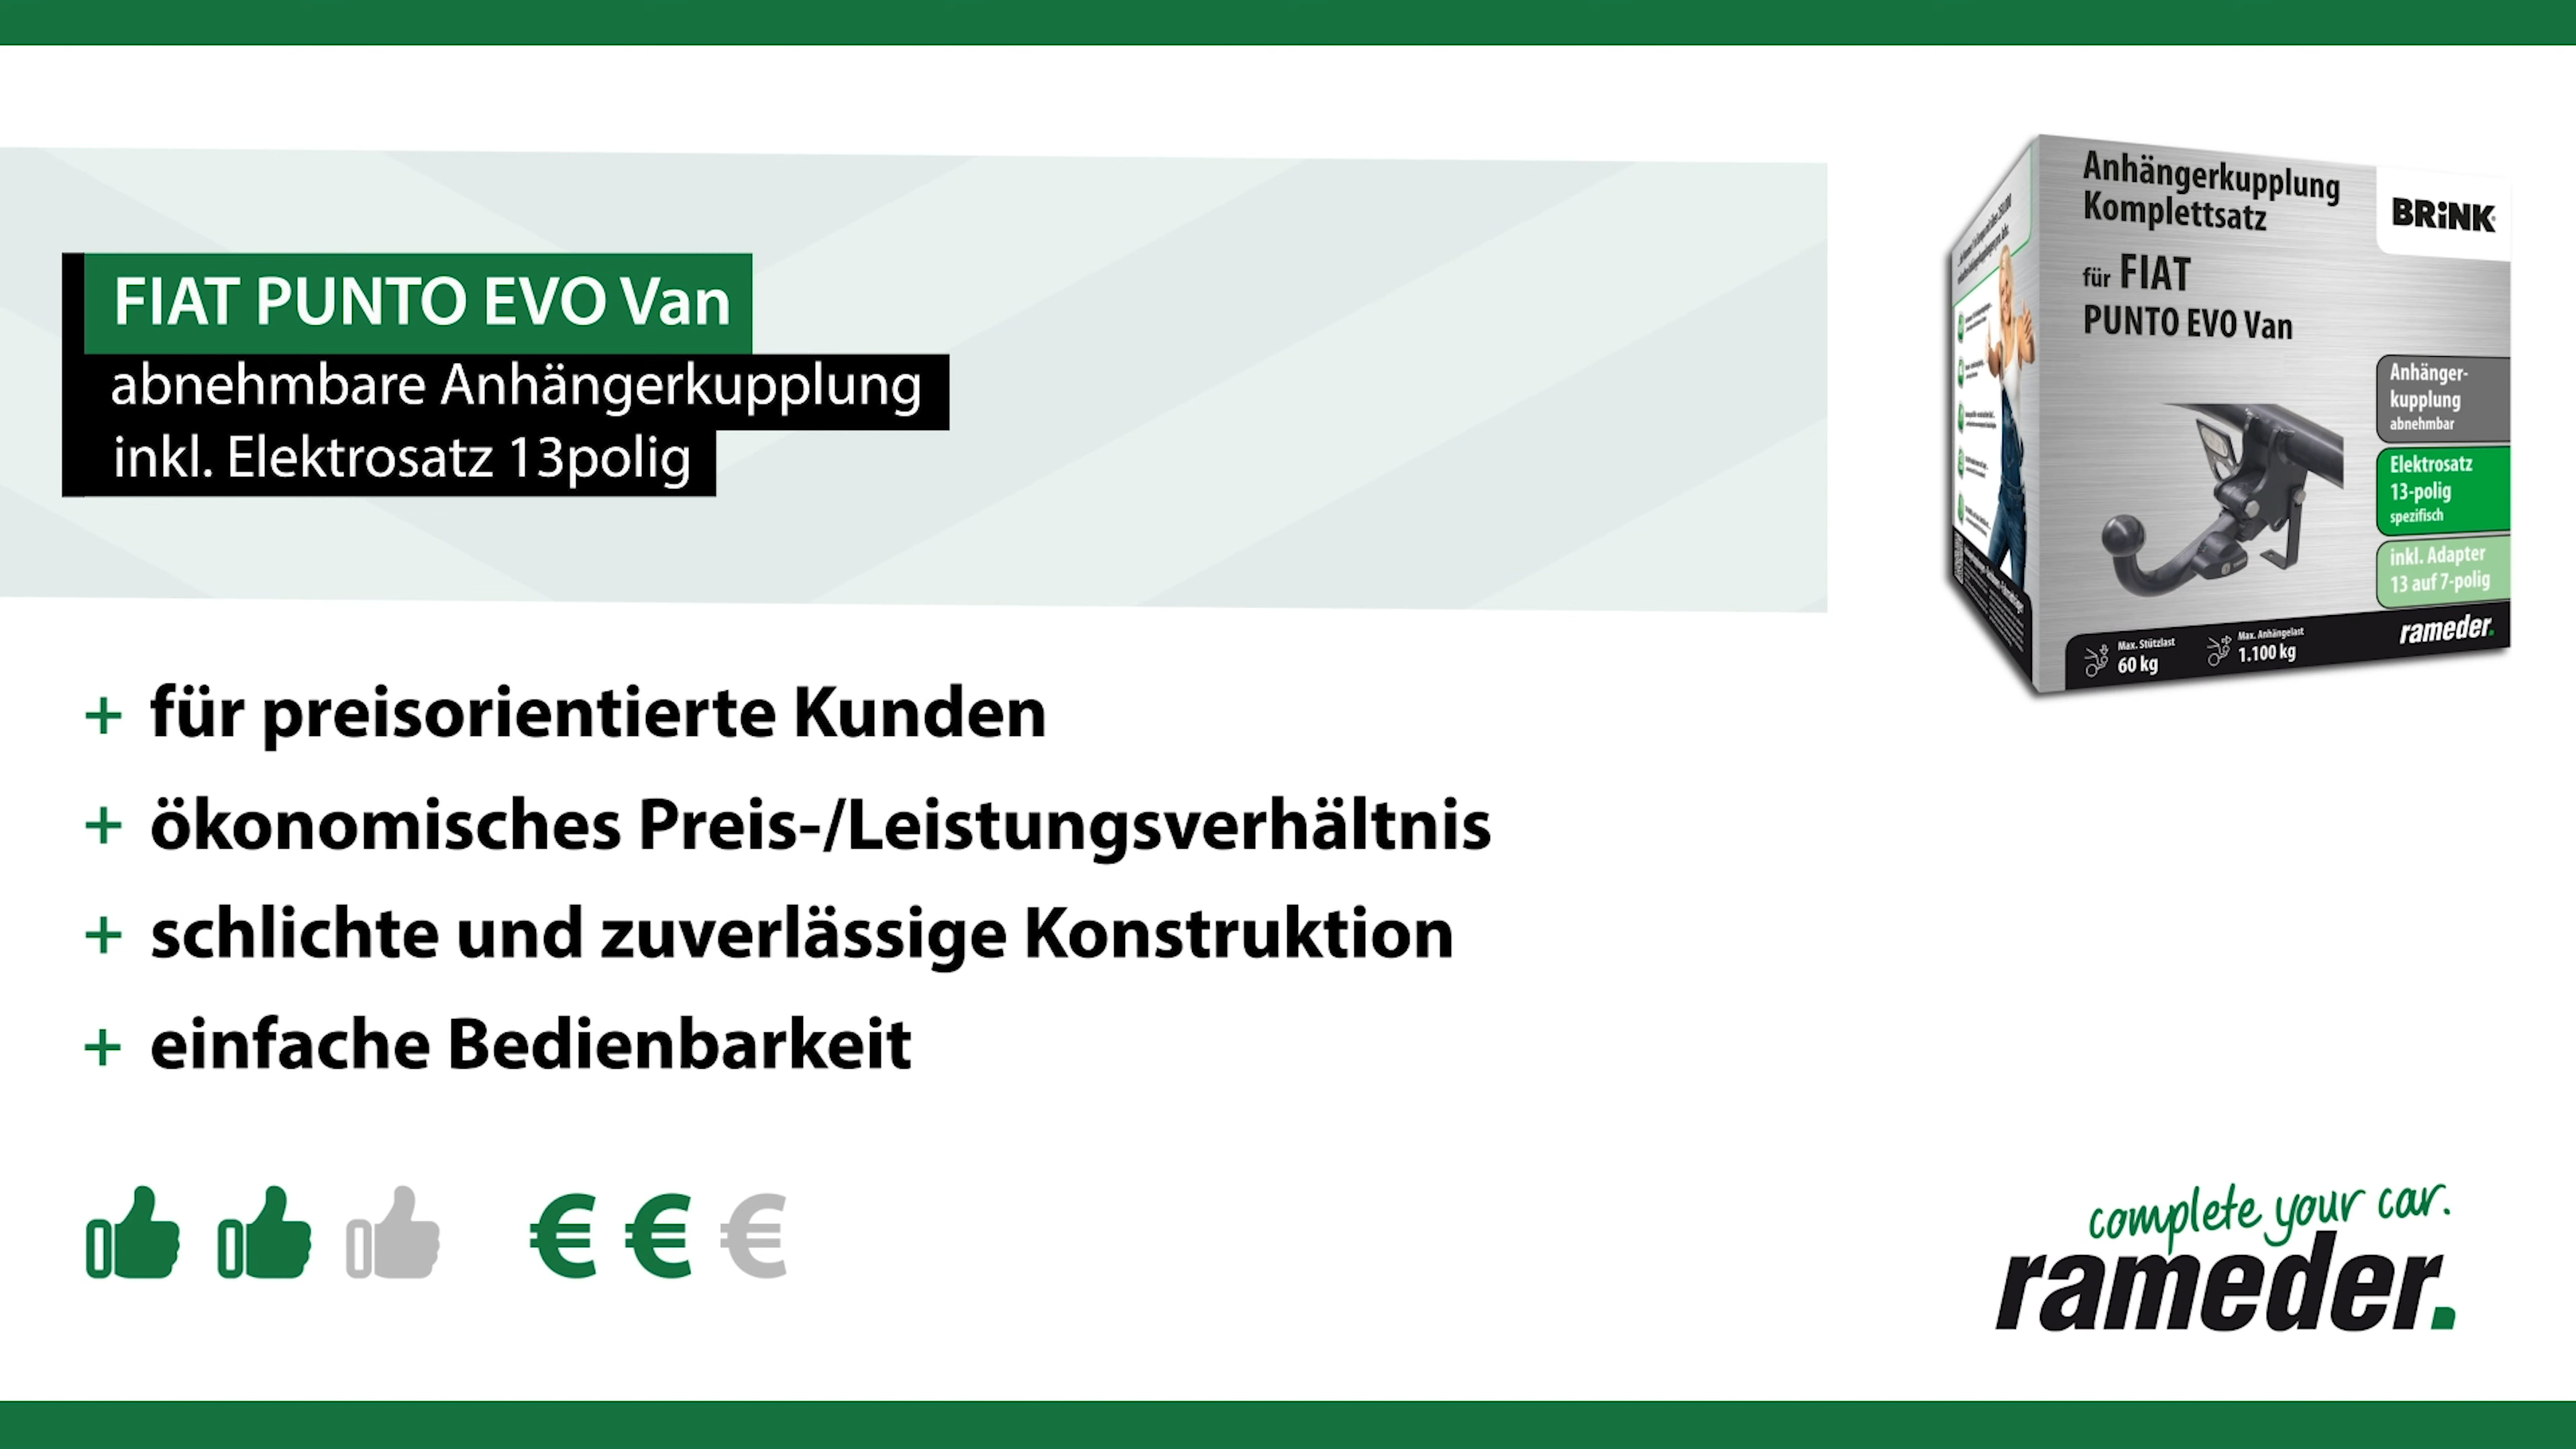 FIAT PUNTO EVO Van
abnehmbare Anhängerkupplung
inkl. Elektrosatz 13polig
+ für preisorientierte Kunden
+ ökonomisches Preis-/Leistungsverhältnis
+ schlichte und zuverlässige Konstruktion
+ einfache Bedienbarkeit
€ € €
Anhängerkupplung
Komplettsatz
BRiNK
für FIAT
PUNTO EVO Van
Anhänger-
kupplung
abnehmbar
Elektrosatz
13-polig
spezifisch
inkl. Adapter
13 auf 7-polig
Max. Stützlast
60 kg
Max. Anhängelast
1.100 kg
rameder.
complete your car.
rameder.